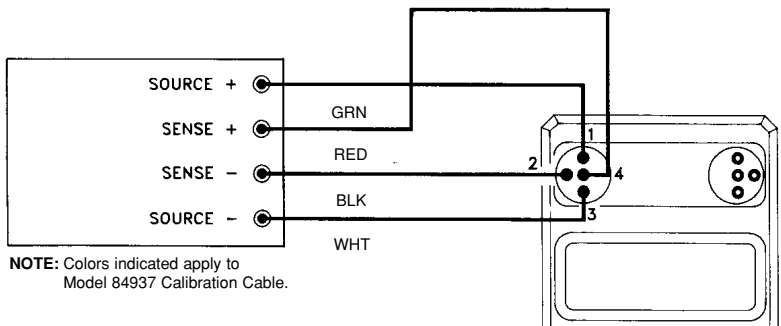 SOURCE +
GRN
SENSE +
1
RED
SENSE -
2
4
BLK
SOURCE -
3
WHT
NOTE: Colors indicated apply to
Model 84937 Calibration Cable.